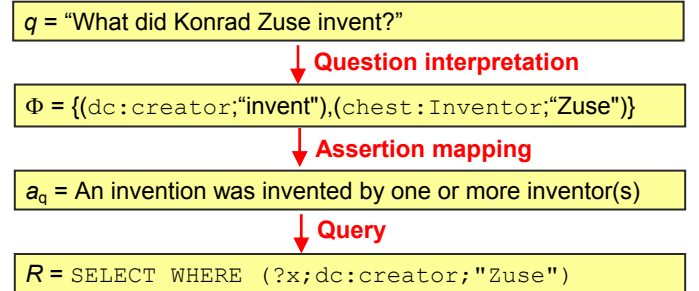 q = “What did Konrad Zuse invent?”
Question interpretation
Φ = {(dc:creator;“invent"),(chest:Inventor;“Zuse")}
Assertion mapping
aq = An invention was invented by one or more inventor(s)
Query
R = SELECT WHERE (?x;dc:creator;"Zuse")